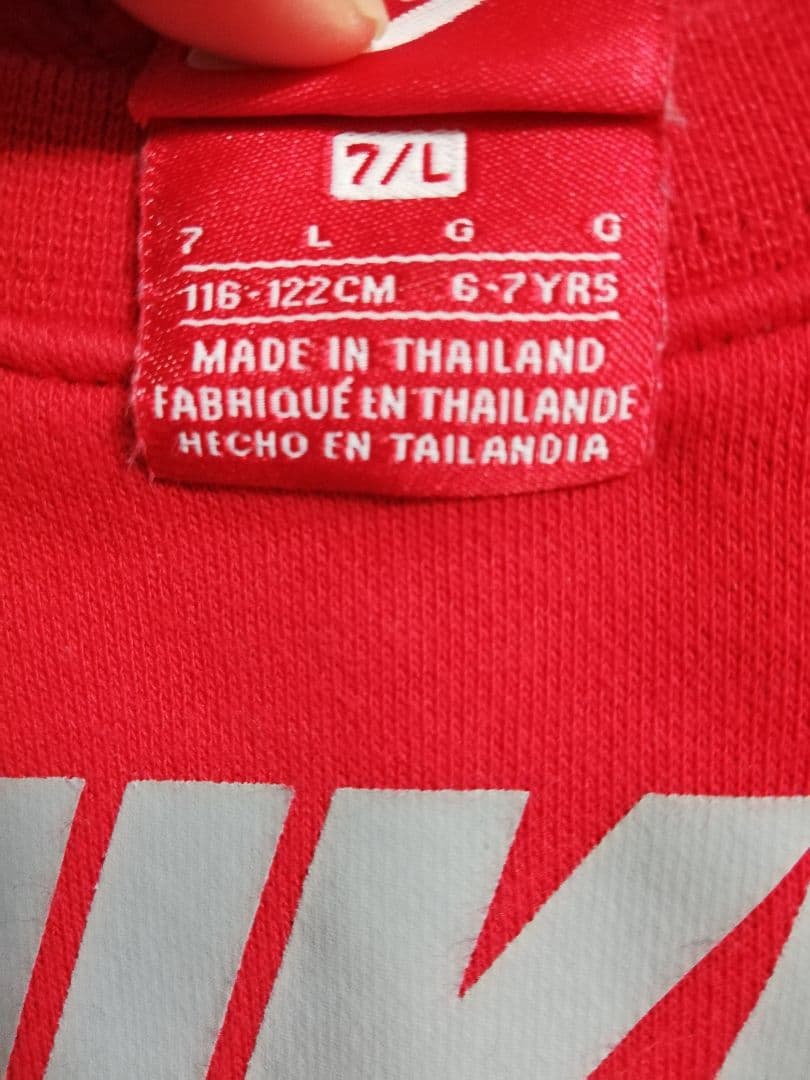 7/L
7 L G G
116-122CM 6-7YRS
MADE IN THAILAND
FABRIQUÉ EN THAILANDE
HECHO EN TAILANDIA